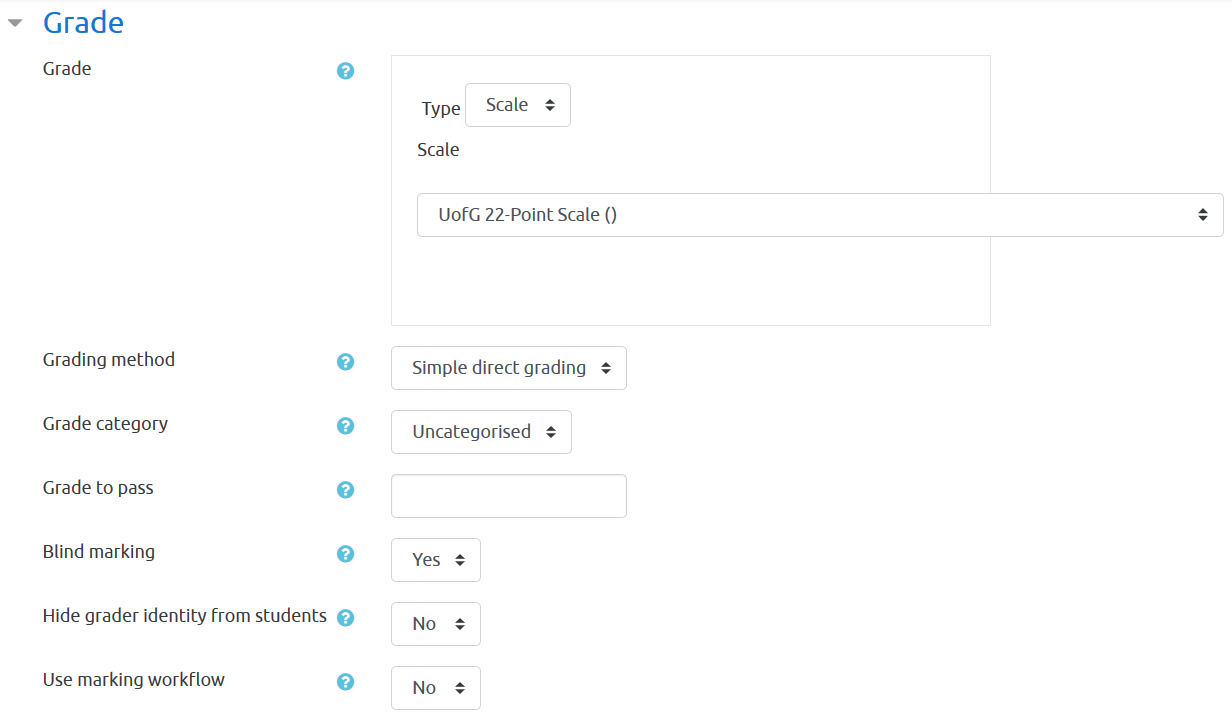 Grade
Grade
Type Scale
Scale
UofG 22-Point Scale ()
Grading method Simple direct grading
Grade category Uncategorised
Grade to pass
Blind marking Yes
Hide grader identity from students No
Use marking workflow No